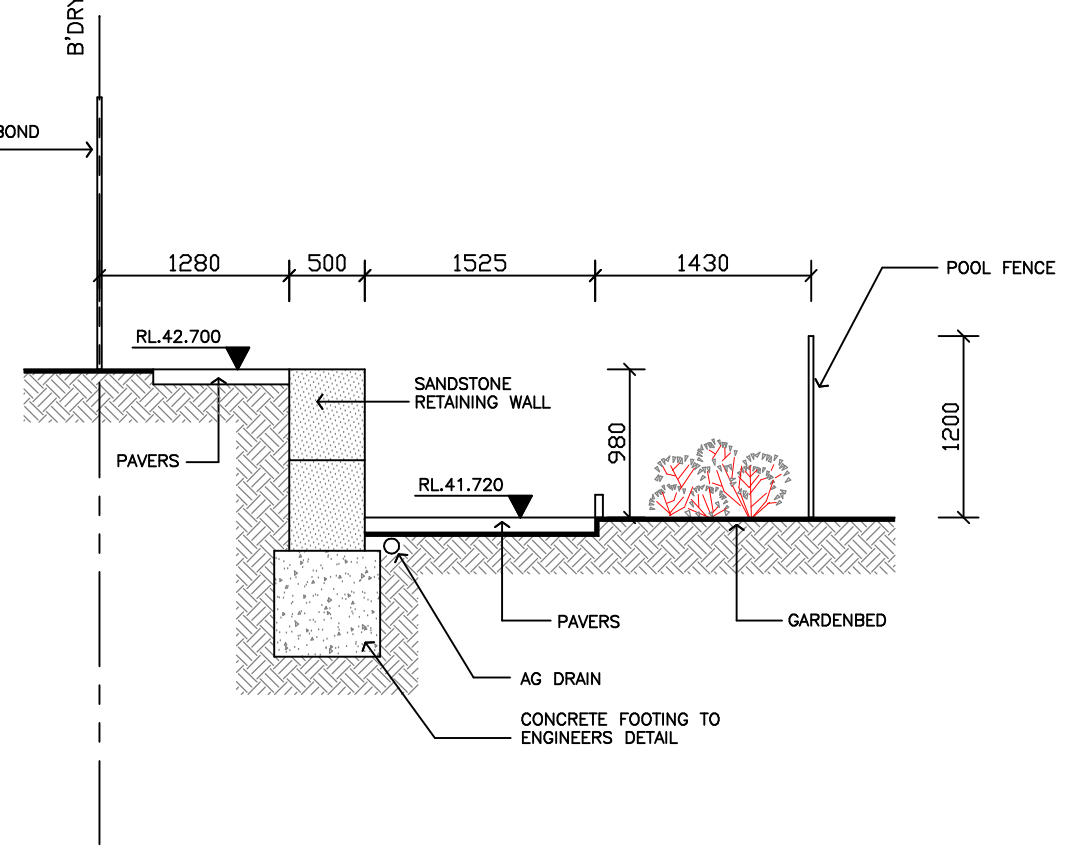 B'DRY
BOND
1280
500
1525
1430
POOL FENCE
RL.42.700
SANDSTONE
RETAINING WALL
980
1200
PAVERS
RL.41.720
PAVERS
GARDENBED
AG DRAIN
CONCRETE FOOTING TO
ENGINEERS DETAIL